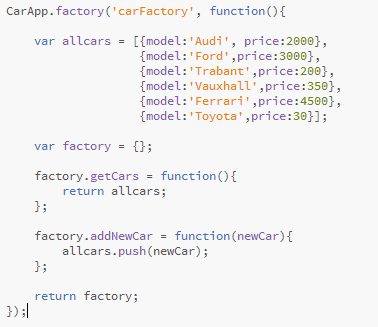 CarApp.factory('carFactory', function(){
var allcars = [{model:'Audi', price:2000},
{model:'Ford',price:3000},
{model:'Trabant',price:200},
{model:'Vauxhall',price:350},
{model:'Ferrari',price:4500},
{model:'Toyota',price:30}];
var factory = {};
factory.getCars = function(){
return allcars;
};
factory.addNewCar = function(newCar){
allcars.push(newCar);
};
return factory;
});